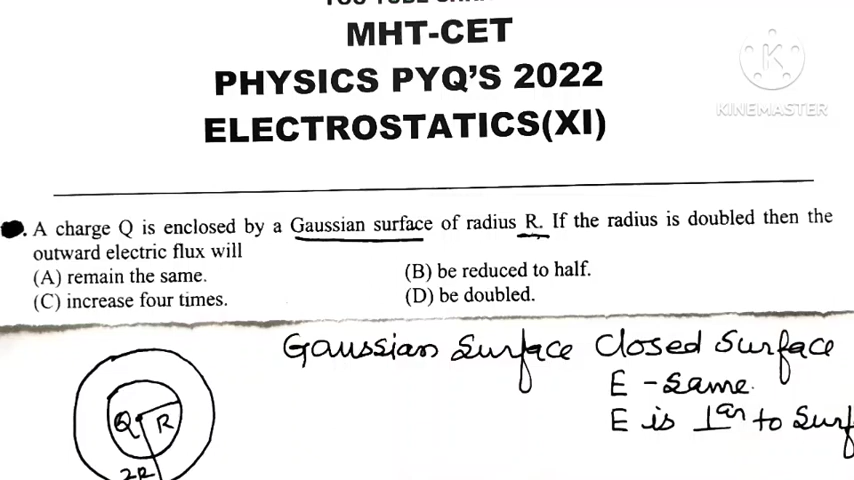 MHT-CET
PHYSICS PYQ'S 2022
ELECTROSTATICS(XI)
K
KINEMASTER
. A charge Q is enclosed by a Gaussian surface of radius R. If the radius is doubled then the
outward electric flux will
(A) remain the same. (B) be reduced to half.
(C) increase four times. (D) be doubled.
Gaussian Surface Closed Surface
E - Same.
E is ⊥ar to
Q R
2R